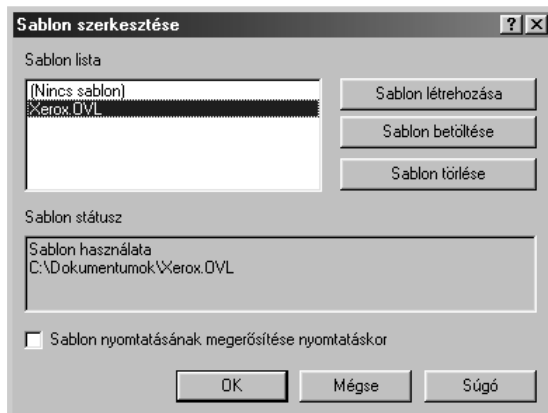 Sablon szerkesztése
Sablon lista
(Nincs sablon)
Xerox.OVL
Sablon létrehozása
Sablon betöltése
Sablon törlése
Sablon státusz
Sablon használata
C:\Dokumentumok\Xerox.OVL
Sablon nyomtatásának megerősítése nyomtatáskor
OK Mégse Súgó